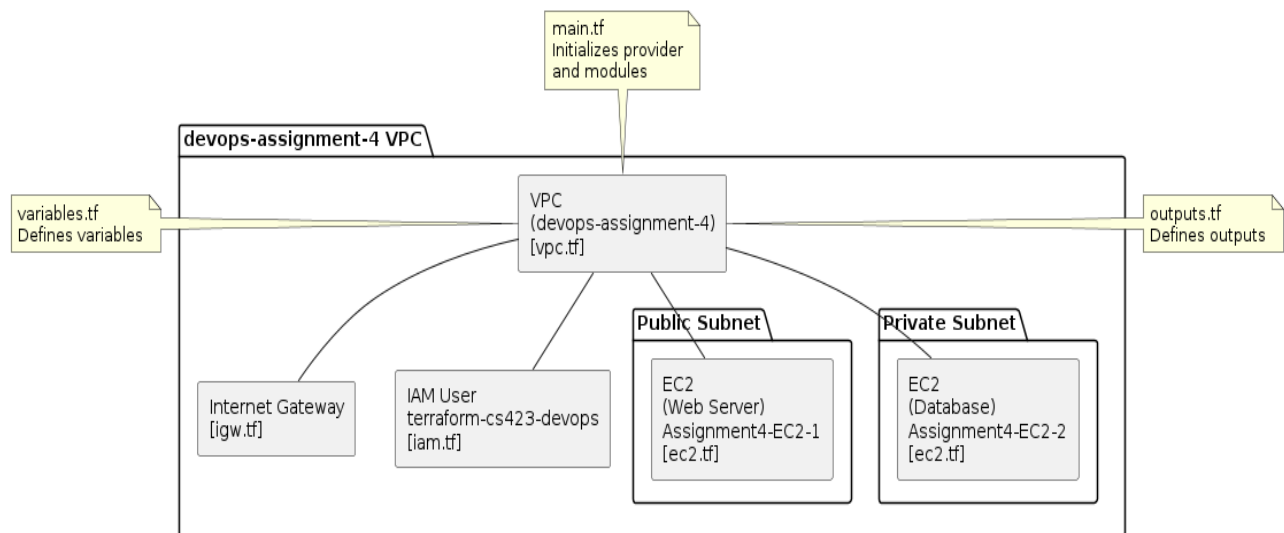 main.tf
Initializes provider
and modules
devops-assignment-4 VPC
variables.tf
Defines variables
VPC
(devops-assignment-4)
[vpc.tf]
outputs.tf
Defines outputs
Internet Gateway
[igw.tf]
IAM User
terraform-cs423-devops
[iam.tf]
Public Subnet
EC2
(Web Server)
Assignment4-EC2-1
[ec2.tf]
Private Subnet
EC2
(Database)
Assignment4-EC2-2
[ec2.tf]